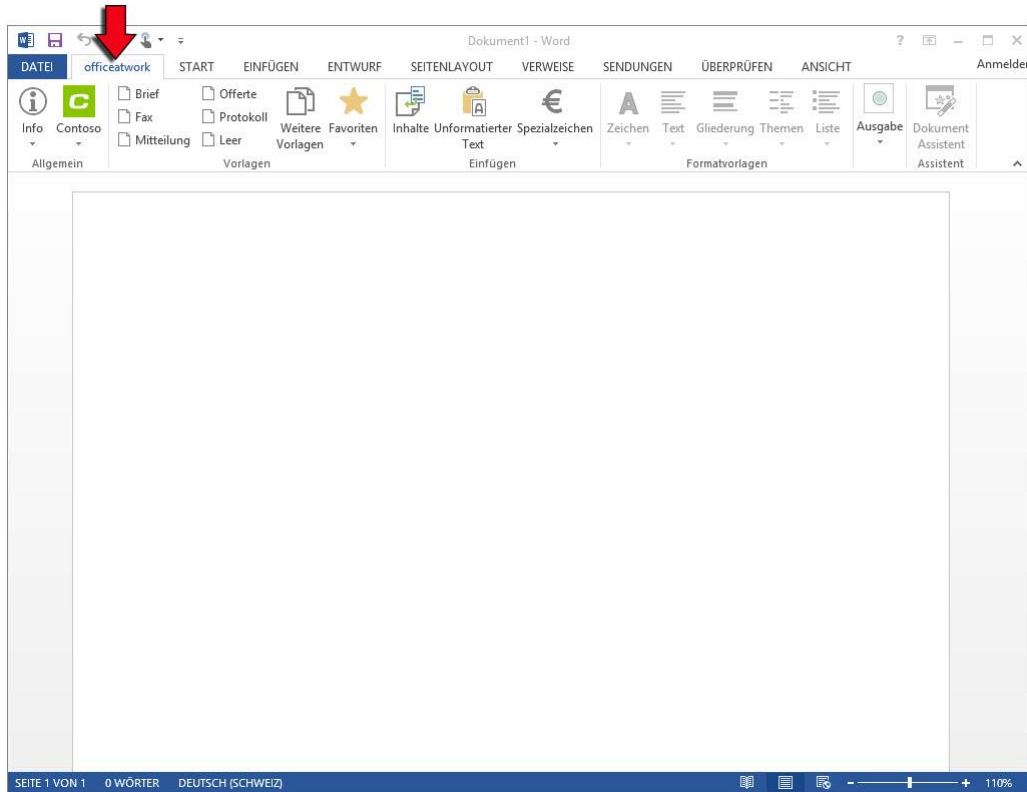 Dokument1 - Word
?
DATEI officeatwork START EINFÜGEN ENTWURF SEITENLAYOUT VERWEISE SENDUNGEN ÜBERPRÜFEN ANSICHT Anmelden
Brief Offerte
Fax Protokoll
Mitteilung Leer
Info Contoso Weitere Vorlagen Favoriten Inhalte Unformatierter Text Spezialzeichen Zeichen Text Gliederung Themen Liste Ausgabe Dokument Assistent
Allgemein Vorlagen Einfügen Formatvorlagen Assistent
SEITE 1 VON 1 0 WÖRTER DEUTSCH (SCHWEIZ) 110%